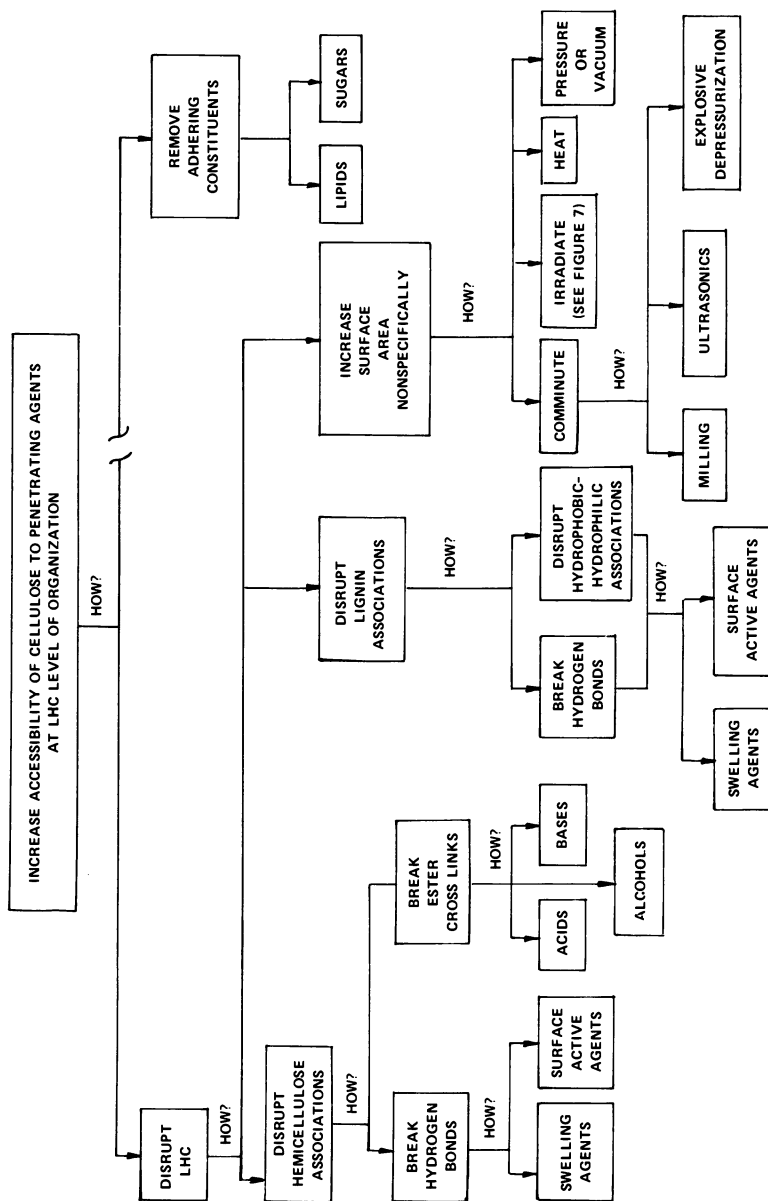 INCREASE ACCESSIBILITY OF CELLULOSE TO PENETRATING AGENTS
AT LHC LEVEL OF ORGANIZATION
HOW?
DISRUPT
LHC
REMOVE
ADHERING
CONSTITUENTS
HOW?
LIPIDS
SUGARS
DISRUPT
HEMICELLULOSE
ASSOCIATIONS
DISRUPT
LIGNIN
ASSOCIATIONS
INCREASE
SURFACE
AREA
NONSPECIFICALLY
HOW?
HOW?
HOW?
BREAK
HYDROGEN
BONDS
BREAK
ESTER
CROSS LINKS
BREAK
HYDROGEN
BONDS
DISRUPT
HYDROPHOBIC-
HYDROPHILIC
ASSOCIATIONS
COMMINUTE
IRRADIATE
(SEE FIGURE 7)
HEAT
PRESSURE
OR
VACUUM
HOW?
HOW?
HOW?
HOW?
SWELLING
AGENTS
SURFACE
ACTIVE
AGENTS
ACIDS
BASES
ALCOHOLS
SWELLING
AGENTS
SURFACE
ACTIVE AGENTS
MILLING
ULTRASONICS
EXPLOSIVE
DEPRESSURIZATION